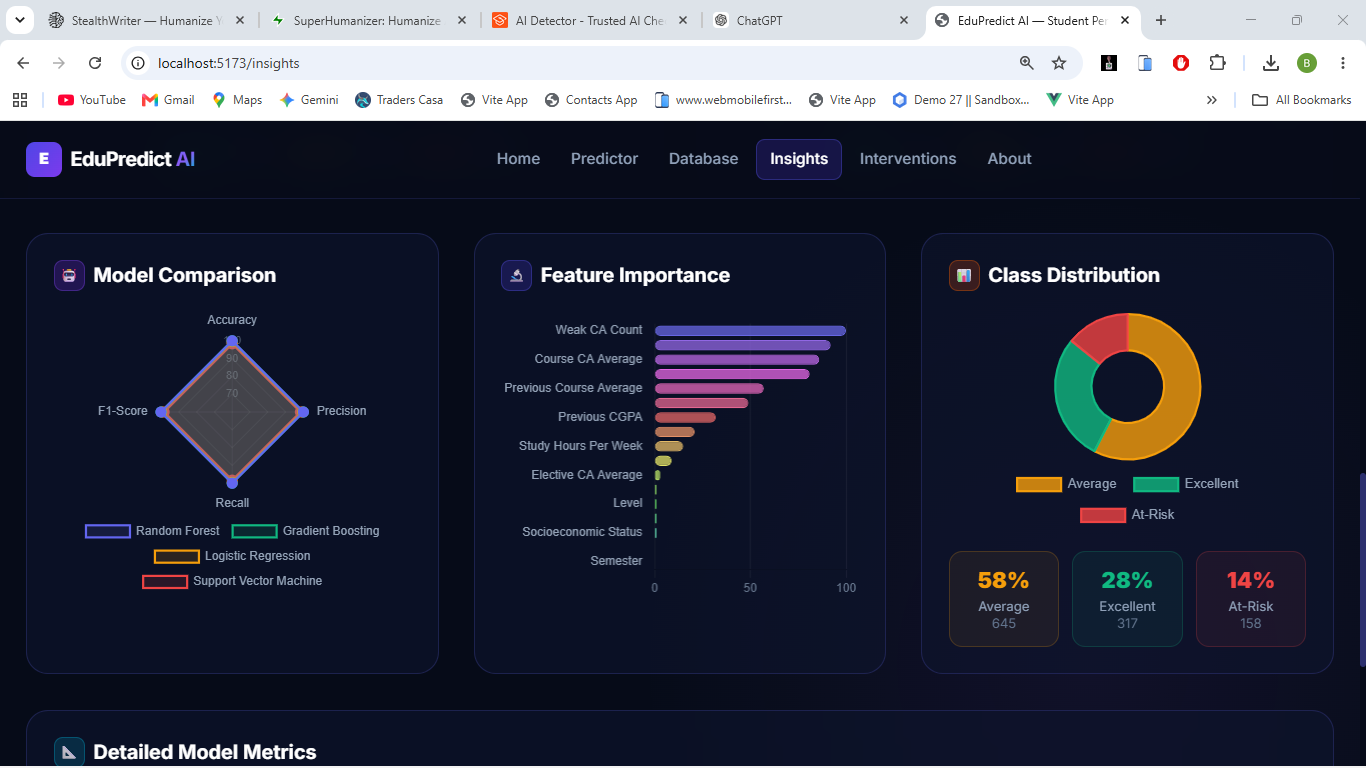 StealthWriter — Humanize Y
SuperHumanizer: Humanize
AI Detector - Trusted AI Che
ChatGPT
EduPredict AI — Student Pe
localhost:5173/insights
B
YouTube
Gmail
Maps
Gemini
Traders Casa
Vite App
Contacts App
www.webmobilefirst...
Vite App
Demo 27 || Sandbox...
Vite App
All Bookmarks
E
EduPredict AI
Home
Predictor
Database
Insights
Interventions
About
Model Comparison
Accuracy
90
80
70
F1-Score
Precision
Recall
Random Forest
Gradient Boosting
Logistic Regression
Support Vector Machine
Feature Importance
Weak CA Count
Course CA Average
Previous Course Average
Previous CGPA
Study Hours Per Week
Elective CA Average
Level
Socioeconomic Status
Semester
0
50
100
Class Distribution
Average
Excellent
At-Risk
58%
Average
645
28%
Excellent
317
14%
At-Risk
158
Detailed Model Metrics